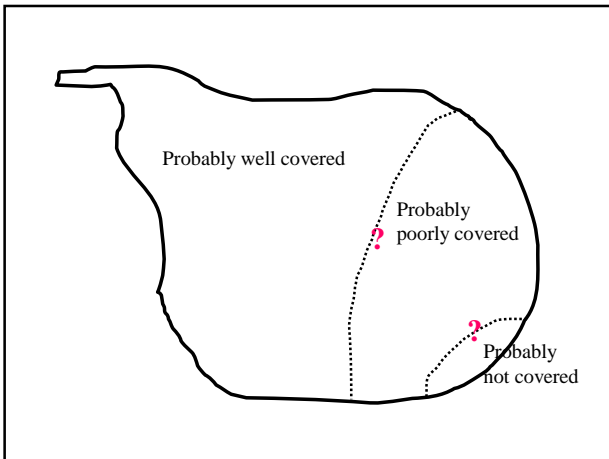 Probably well covered
Probably
poorly covered
?
?
Probably
not covered